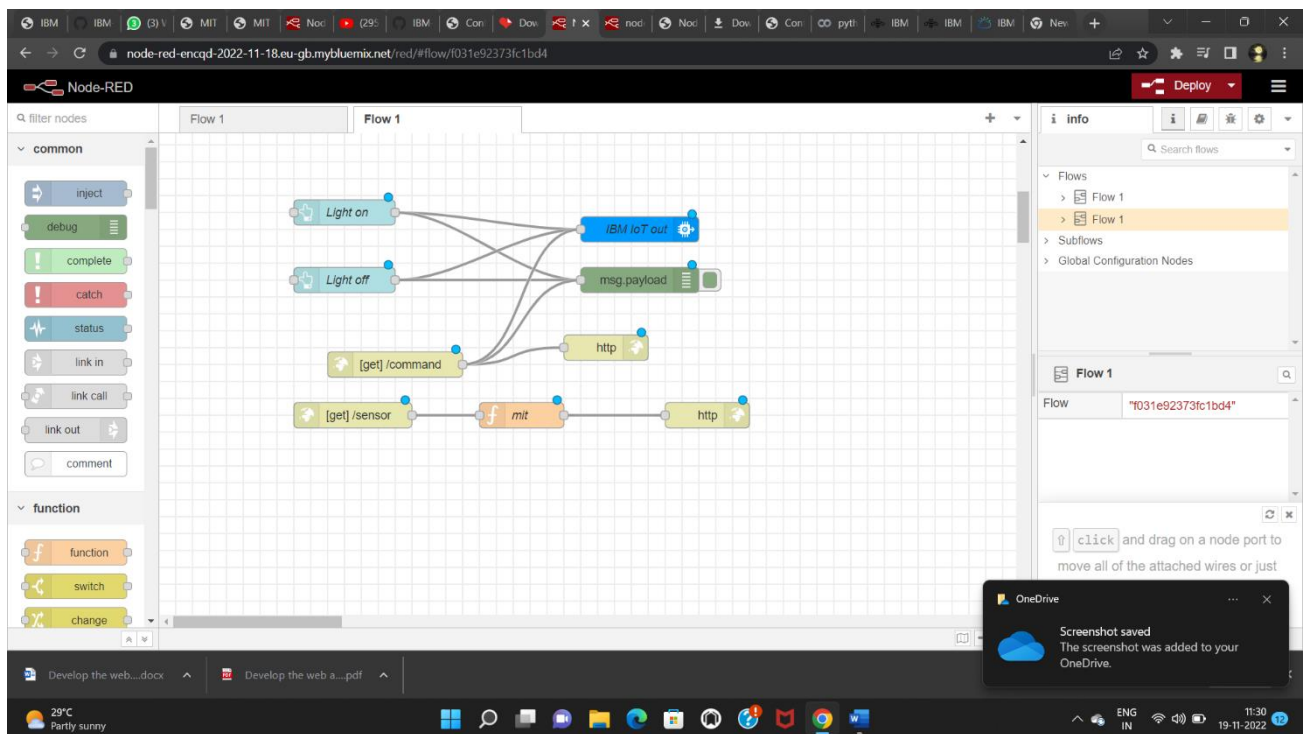 IBM IBM (3) MIT MIT Nod (295 IBM Con Dow nod Nod Dow Con pyth IBM IBM IBM New
node-red-encqd-2022-11-18.eu-gb.mybluemix.net/red/#flow/f031e92373fc1bd4
Node-RED
Deploy
filter nodes
Flow 1
Flow 1
i info
Search flows
common
inject
debug
complete
catch
status
link in
link call
link out
comment
function
function
switch
change
Light on
IBM IoT out
Light off
msg.payload
http
[get] /command
[get] /sensor
mit
http
Flows
Flow 1
Flow 1
Subflows
Global Configuration Nodes
Flow 1
Flow "f031e92373fc1bd4"
click and drag on a node port to
move all of the attached wires or just
OneDrive
Screenshot saved
The screenshot was added to your
OneDrive.
Develop the web....docx
Develop the web a....pdf
29°C
Partly sunny
ENG
IN
11:30
19-11-2022
12